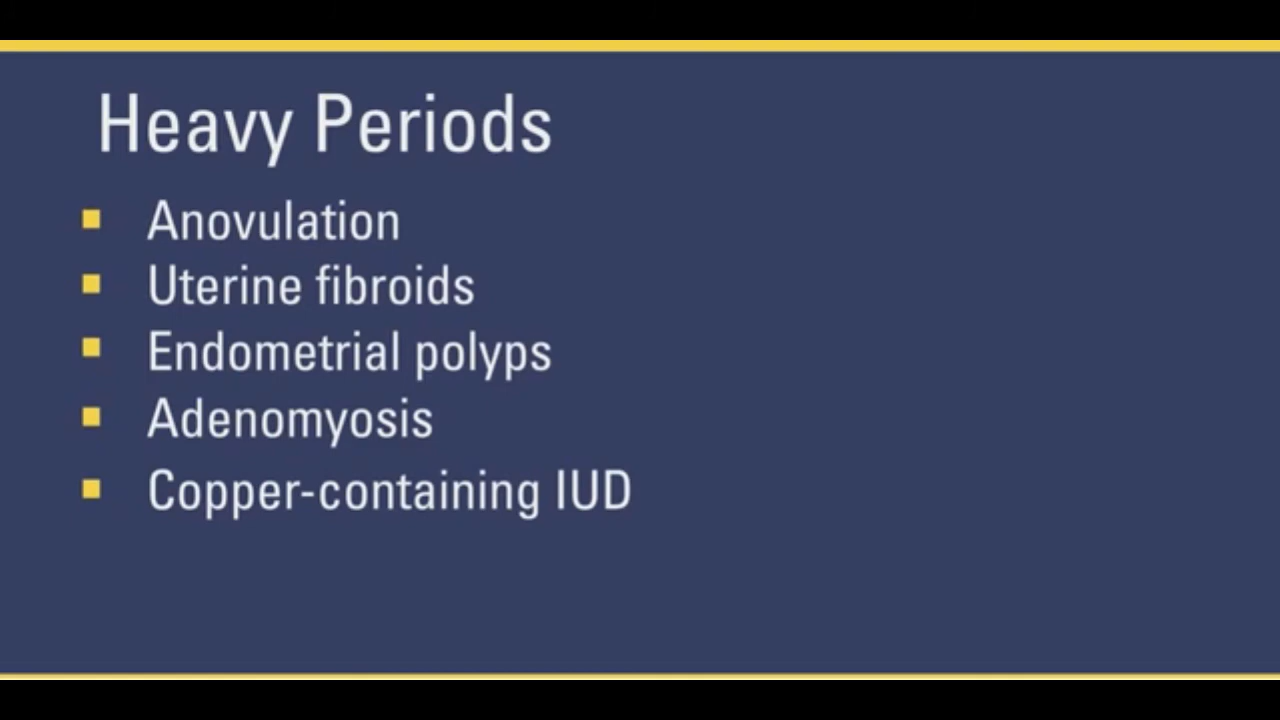 Heavy Periods
Anovulation
Uterine fibroids
Endometrial polyps
Adenomyosis
Copper-containing IUD